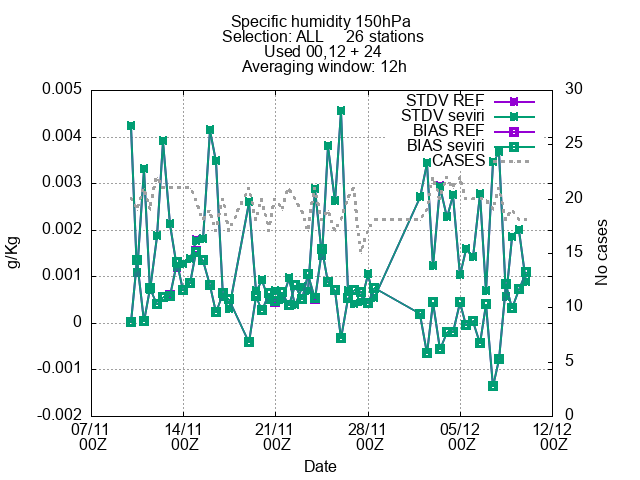 Specific humidity 150hPa
Selection: ALL 26 stations
Used 00,12 + 24
Averaging window: 12h
0.005
0.004
0.003
0.002
0.001
0
-0.001
-0.002
g/Kg
30
25
20
15
10
5
0
No cases
STDV REF
STDV seviri
BIAS REF
BIAS seviri
CASES
07/11 14/11 21/11 28/11 05/12 12/12
00Z 00Z 00Z 00Z 00Z 00Z
Date